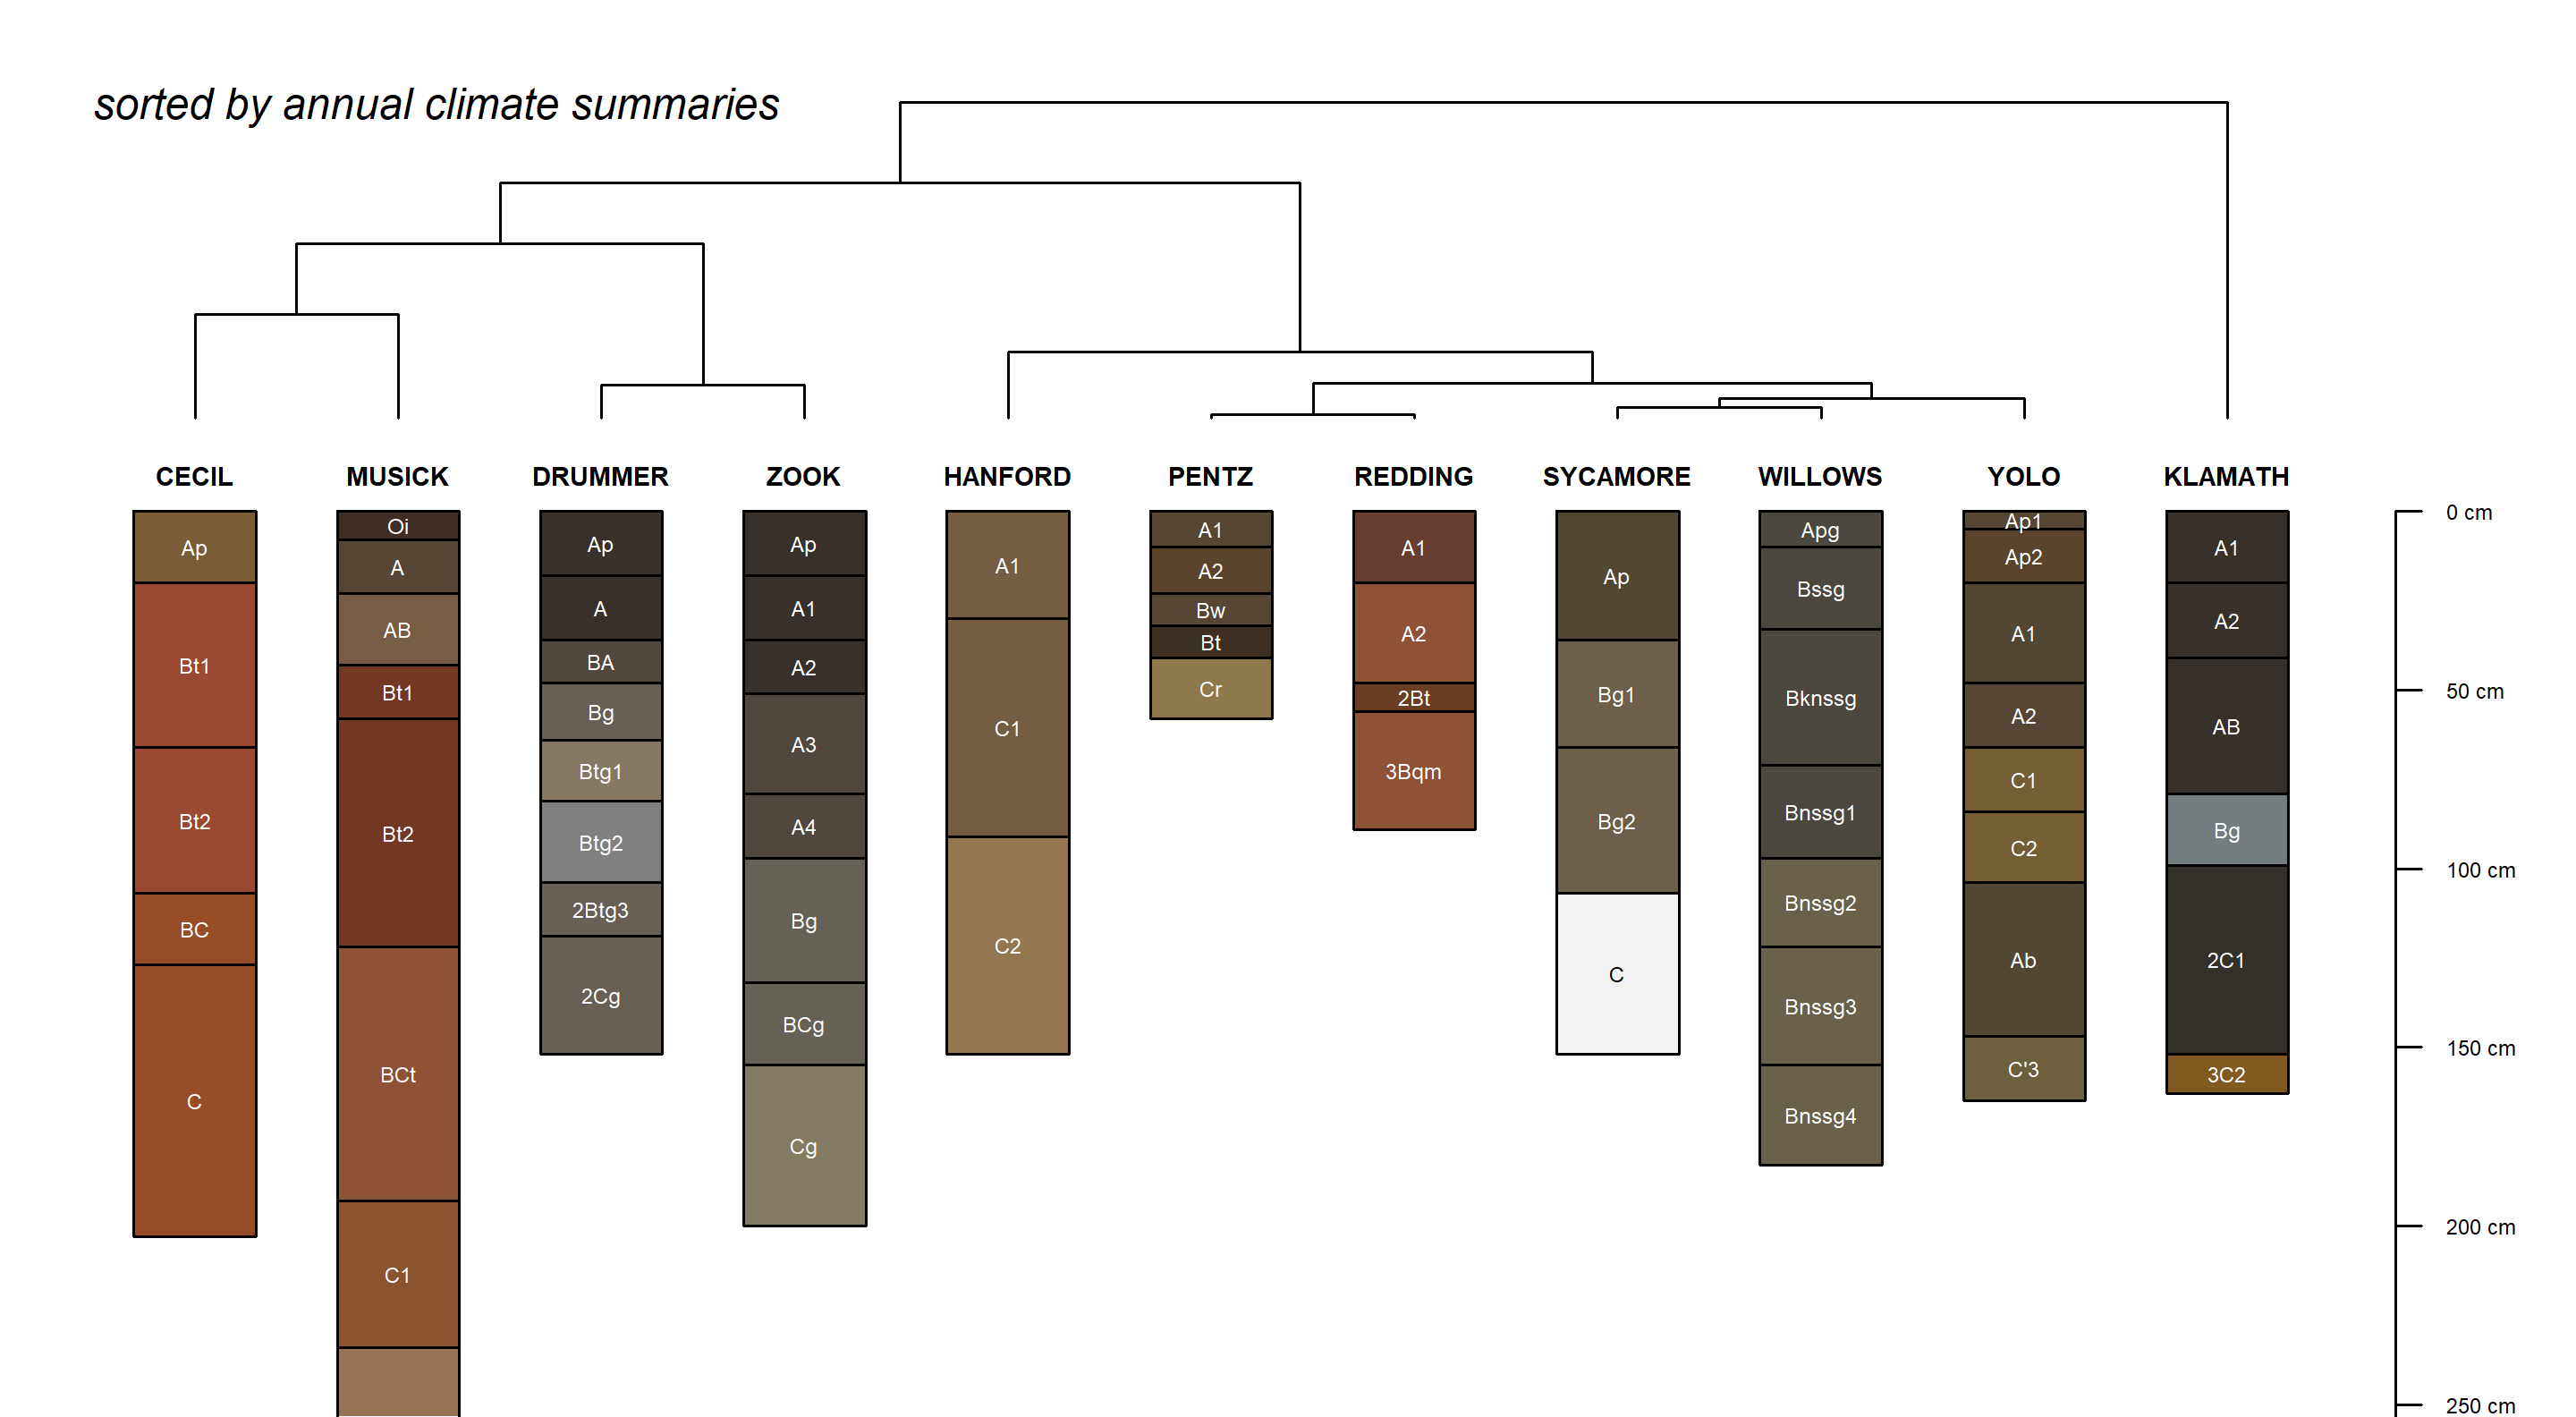 sorted by annual climate summaries
CECIL MUSICK DRUMMER ZOOK HANFORD PENTZ REDDING SYCAMORE WILLOWS YOLO KLAMATH
Ap
Bt1
Bt2
BC
C
Oi
A
AB
Bt1
Bt2
BCt
C1
Ap
A
BA
Bg
Btg1
Btg2
2Btg3
2Cg
Ap
A1
A2
A3
A4
Bg
BCg
Cg
A1
C1
C2
A1
A2
Bw
Bt
Cr
A1
A2
2Bt
3Bqm
Ap
Bg1
Bg2
C
Apg
Bssg
Bknssg
Bnssg1
Bnssg2
Bnssg3
Bnssg4
Ap1
Ap2
A1
A2
C1
C2
Ab
C'3
A1
A2
AB
Bg
2C1
3C2
0 cm
50 cm
100 cm
150 cm
200 cm
250 cm